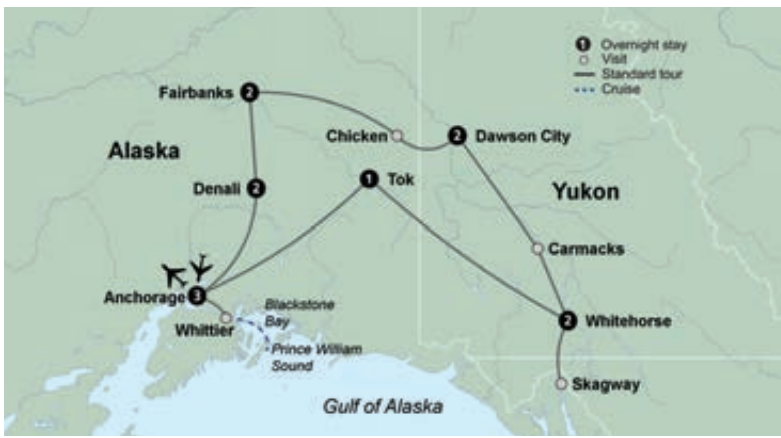 1 Overnight stay
Visit
Standard tour
Cruise
Fairbanks 2
Chicken
2 Dawson City
Alaska
Denali 2
1 Tok
Yukon
Carmacks
Anchorage 3
Whittier
Blackstone
Bay
Prince William
Sound
2 Whitehorse
Skagway
Gulf of Alaska